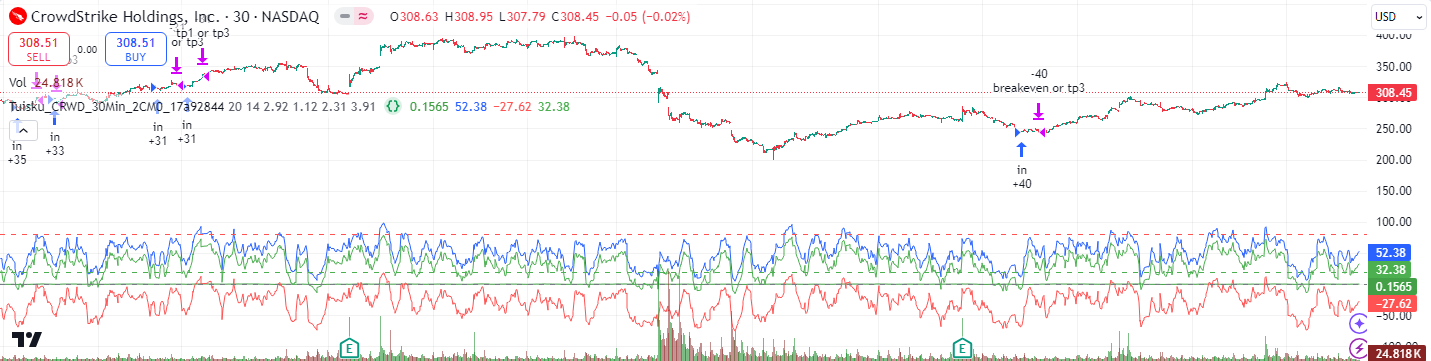 CrowdStrike Holdings, Inc. · 30 · NASDAQ
O308.63 H308.95 L307.79 C308.45 −0.05 (−0.02%)
USD
308.51
SELL
0.00
308.51
BUY
tp1 or tp3
or tp3
Vol 24.818K
20 14 2.92 1.12 2.31 3.91 0.1565 52.38 −27.62 32.38
in
+35
in
+33
in
+31
in
+31
-40
breakeven or tp3
in
+40
400.00
350.00
300.00
308.45
250.00
200.00
150.00
100.00
52.38
32.38
0.1565
−27.62
−50.00
24.818K
E
E